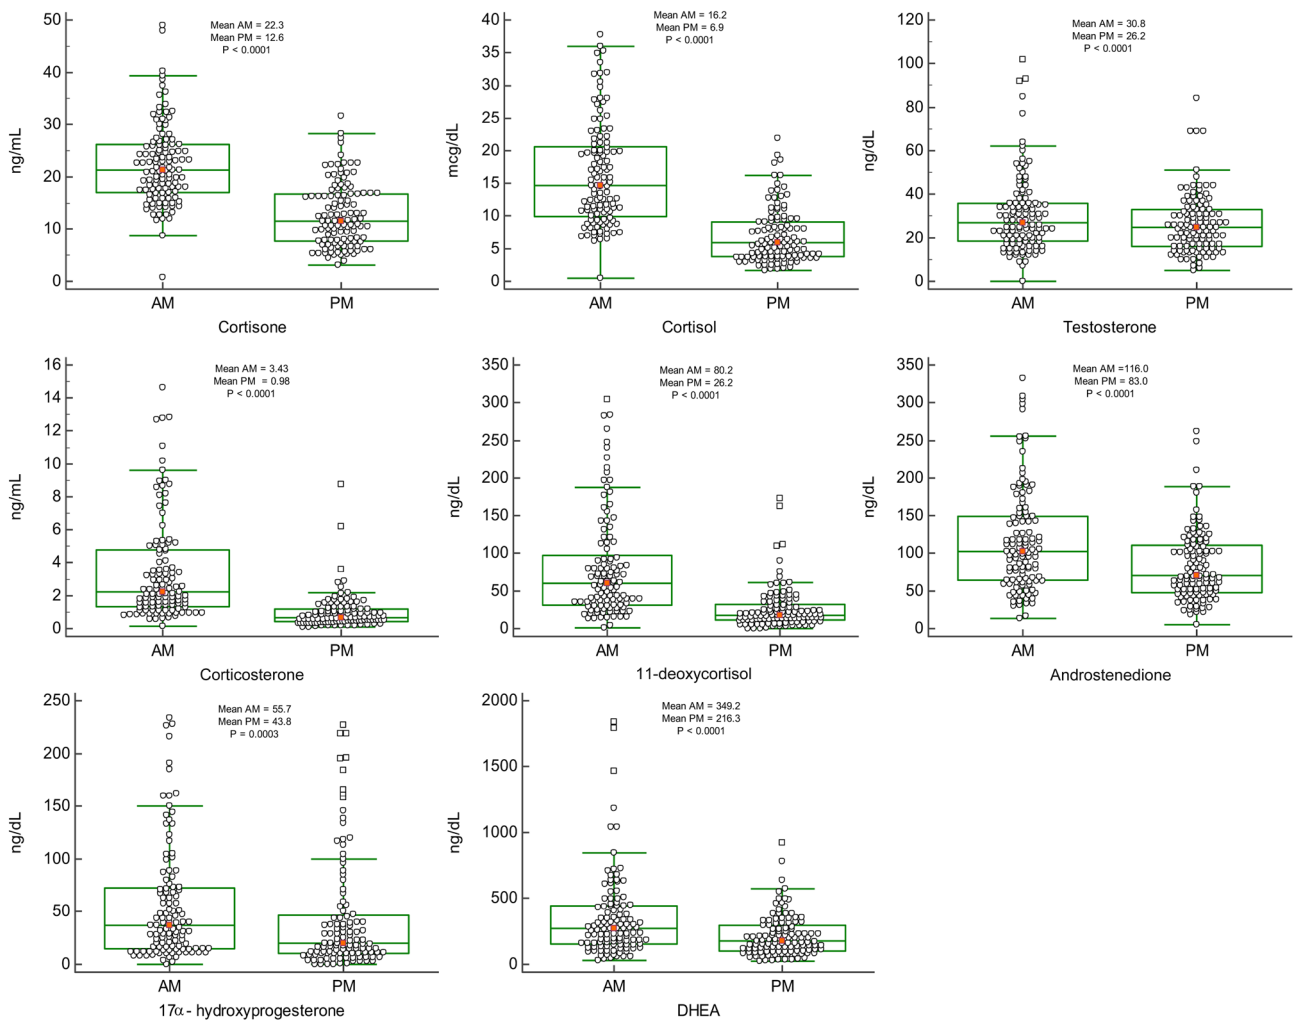 Mean AM = 22.3
Mean PM = 12.6
P < 0.0001
50
40
30
20
10
0
ng/mL
AM PM
Cortisone
Mean AM = 16.2
Mean PM = 6.9
P < 0.0001
40
35
30
25
20
15
10
5
0
mcg/dL
AM PM
Cortisol
Mean AM = 30.8
Mean PM = 26.2
P < 0.0001
120
100
80
60
40
20
0
ng/dL
AM PM
Testosterone
Mean AM = 3.43
Mean PM = 0.98
P < 0.0001
16
14
12
10
8
6
4
2
0
ng/mL
AM PM
Corticosterone
Mean AM = 80.2
Mean PM = 26.2
P < 0.0001
350
300
250
200
150
100
50
0
ng/dL
AM PM
11-deoxycortisol
Mean AM =116.0
Mean PM = 83.0
P < 0.0001
350
300
250
200
150
100
50
0
ng/dL
AM PM
Androstenedione
Mean AM = 55.7
Mean PM = 43.8
P = 0.0003
250
200
150
100
50
0
ng/dL
AM PM
17α- hydroxyprogesterone
Mean AM = 349.2
Mean PM = 216.3
P < 0.0001
2000
1500
1000
500
0
ng/dL
AM PM
DHEA